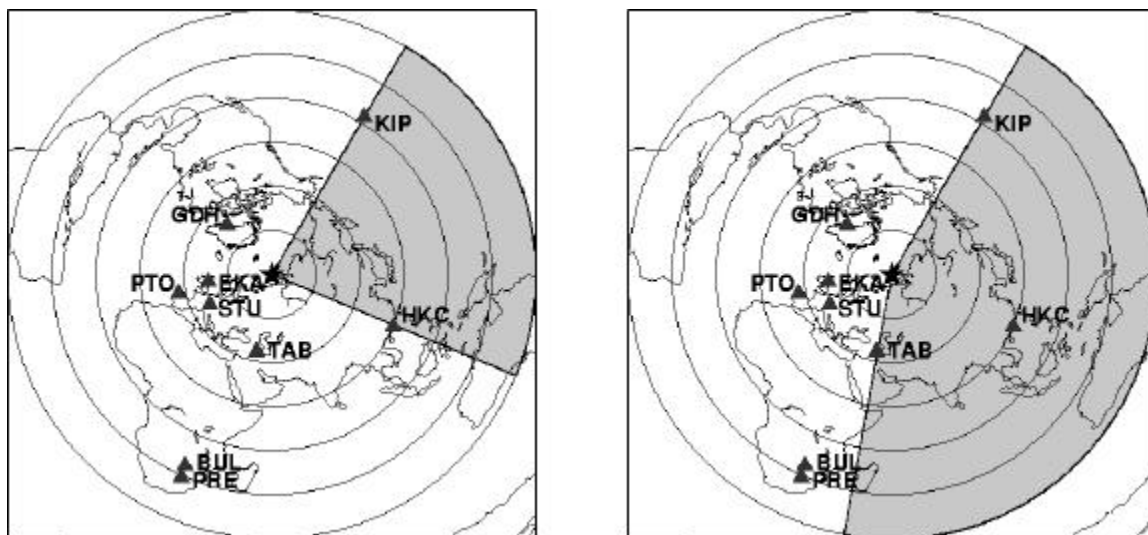 KIP
GDH
PTO EKA
STU HKC
TAB
BUL
PRE
KIP
GDH
PTO EKA
STU HKC
TAB
BUL
PRE